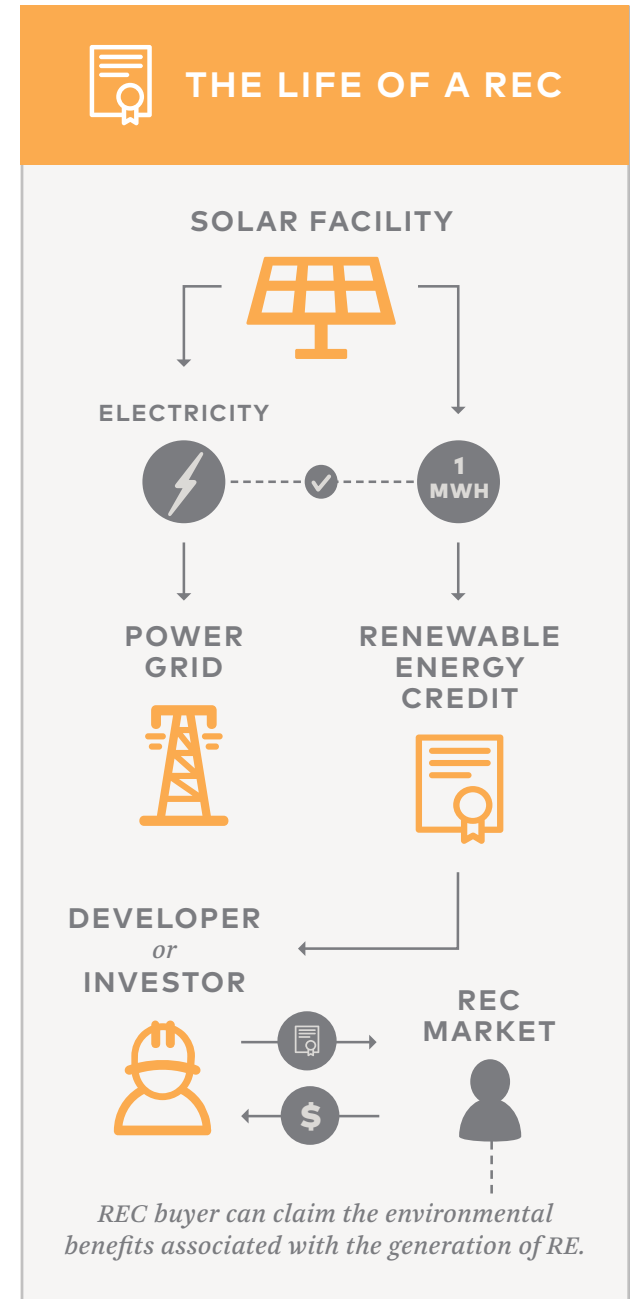 THE LIFE OF A REC
SOLAR FACILITY
ELECTRICITY
1
MWH
POWER
GRID
RENEWABLE
ENERGY
CREDIT
DEVELOPER
or
INVESTOR
REC
MARKET
$
REC buyer can claim the environmental
benefits associated with the generation of RE.